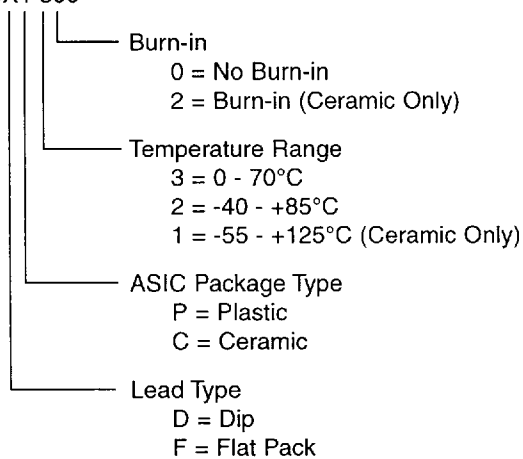 Burn-in
0 = No Burn-in
2 = Burn-in (Ceramic Only)
Temperature Range
3 = 0 - 70°C
2 = -40 - +85°C
1 = -55 - +125°C (Ceramic Only)
ASIC Package Type
P = Plastic
C = Ceramic
Lead Type
D = Dip
F = Flat Pack